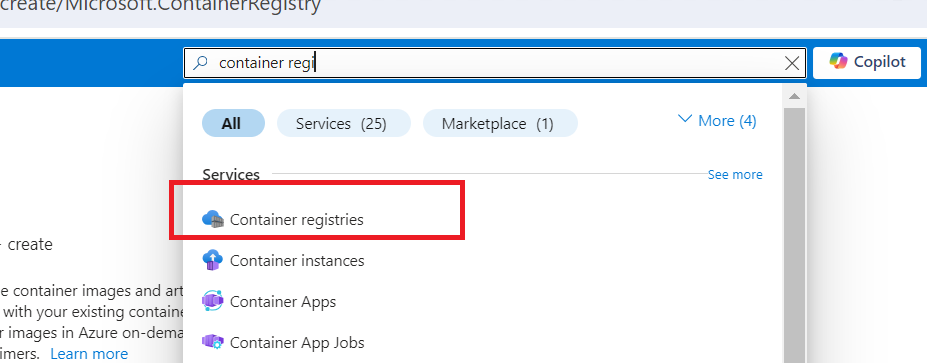 create/Microsoft.ContainerRegistry
container regi
Copilot
All
Services (25)
Marketplace (1)
More (4)
Services
See more
Container registries
create
Container instances
e container images and art
Container Apps
with your existing containe
r images in Azure on-dema
Container App Jobs
imers. Learn more